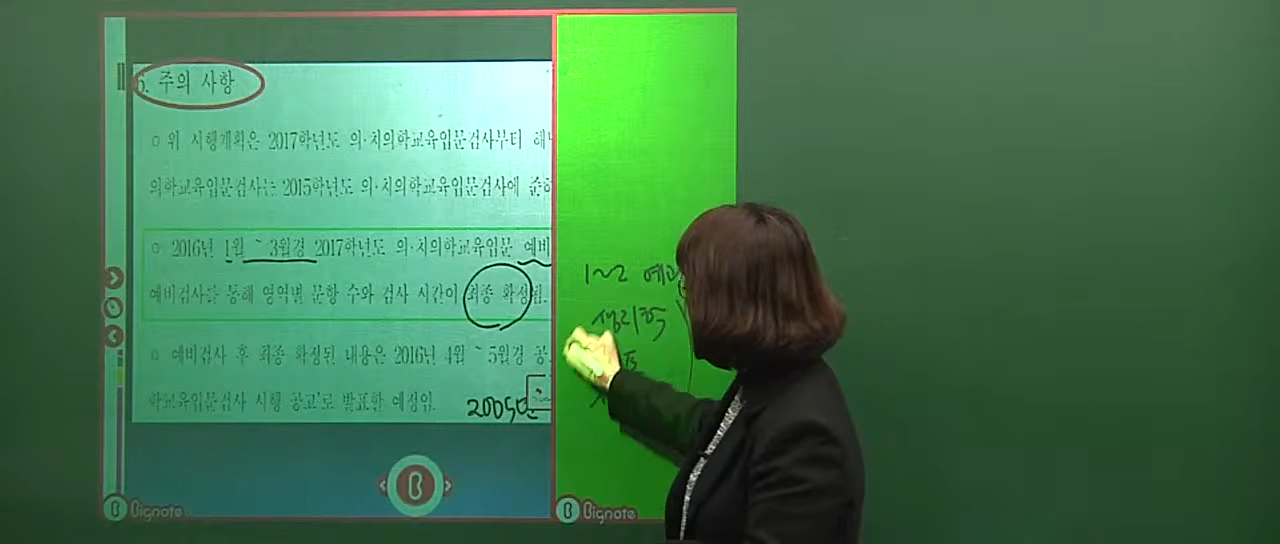 6. 주의 사항
○ 위 시행계획은 2017학년도 의·치의학교육입문검사부터
의학교육입문검사는 2015학년도 의·치의학교육입문검사에
○ 2016년 1월 ~ 3월경 2017학년도 의·치의학교육입문 예비
예비검사를 통해 영역별 문항 수와 검사 시간이 최종 확정됨.
○ 예비검사 후 최종 확정된 내용은 2016년 4월 ~ 5월경
학교육입문검사 시행 공고'로 발표할 예정임.
2005년
1~2
Bignote
Bignote